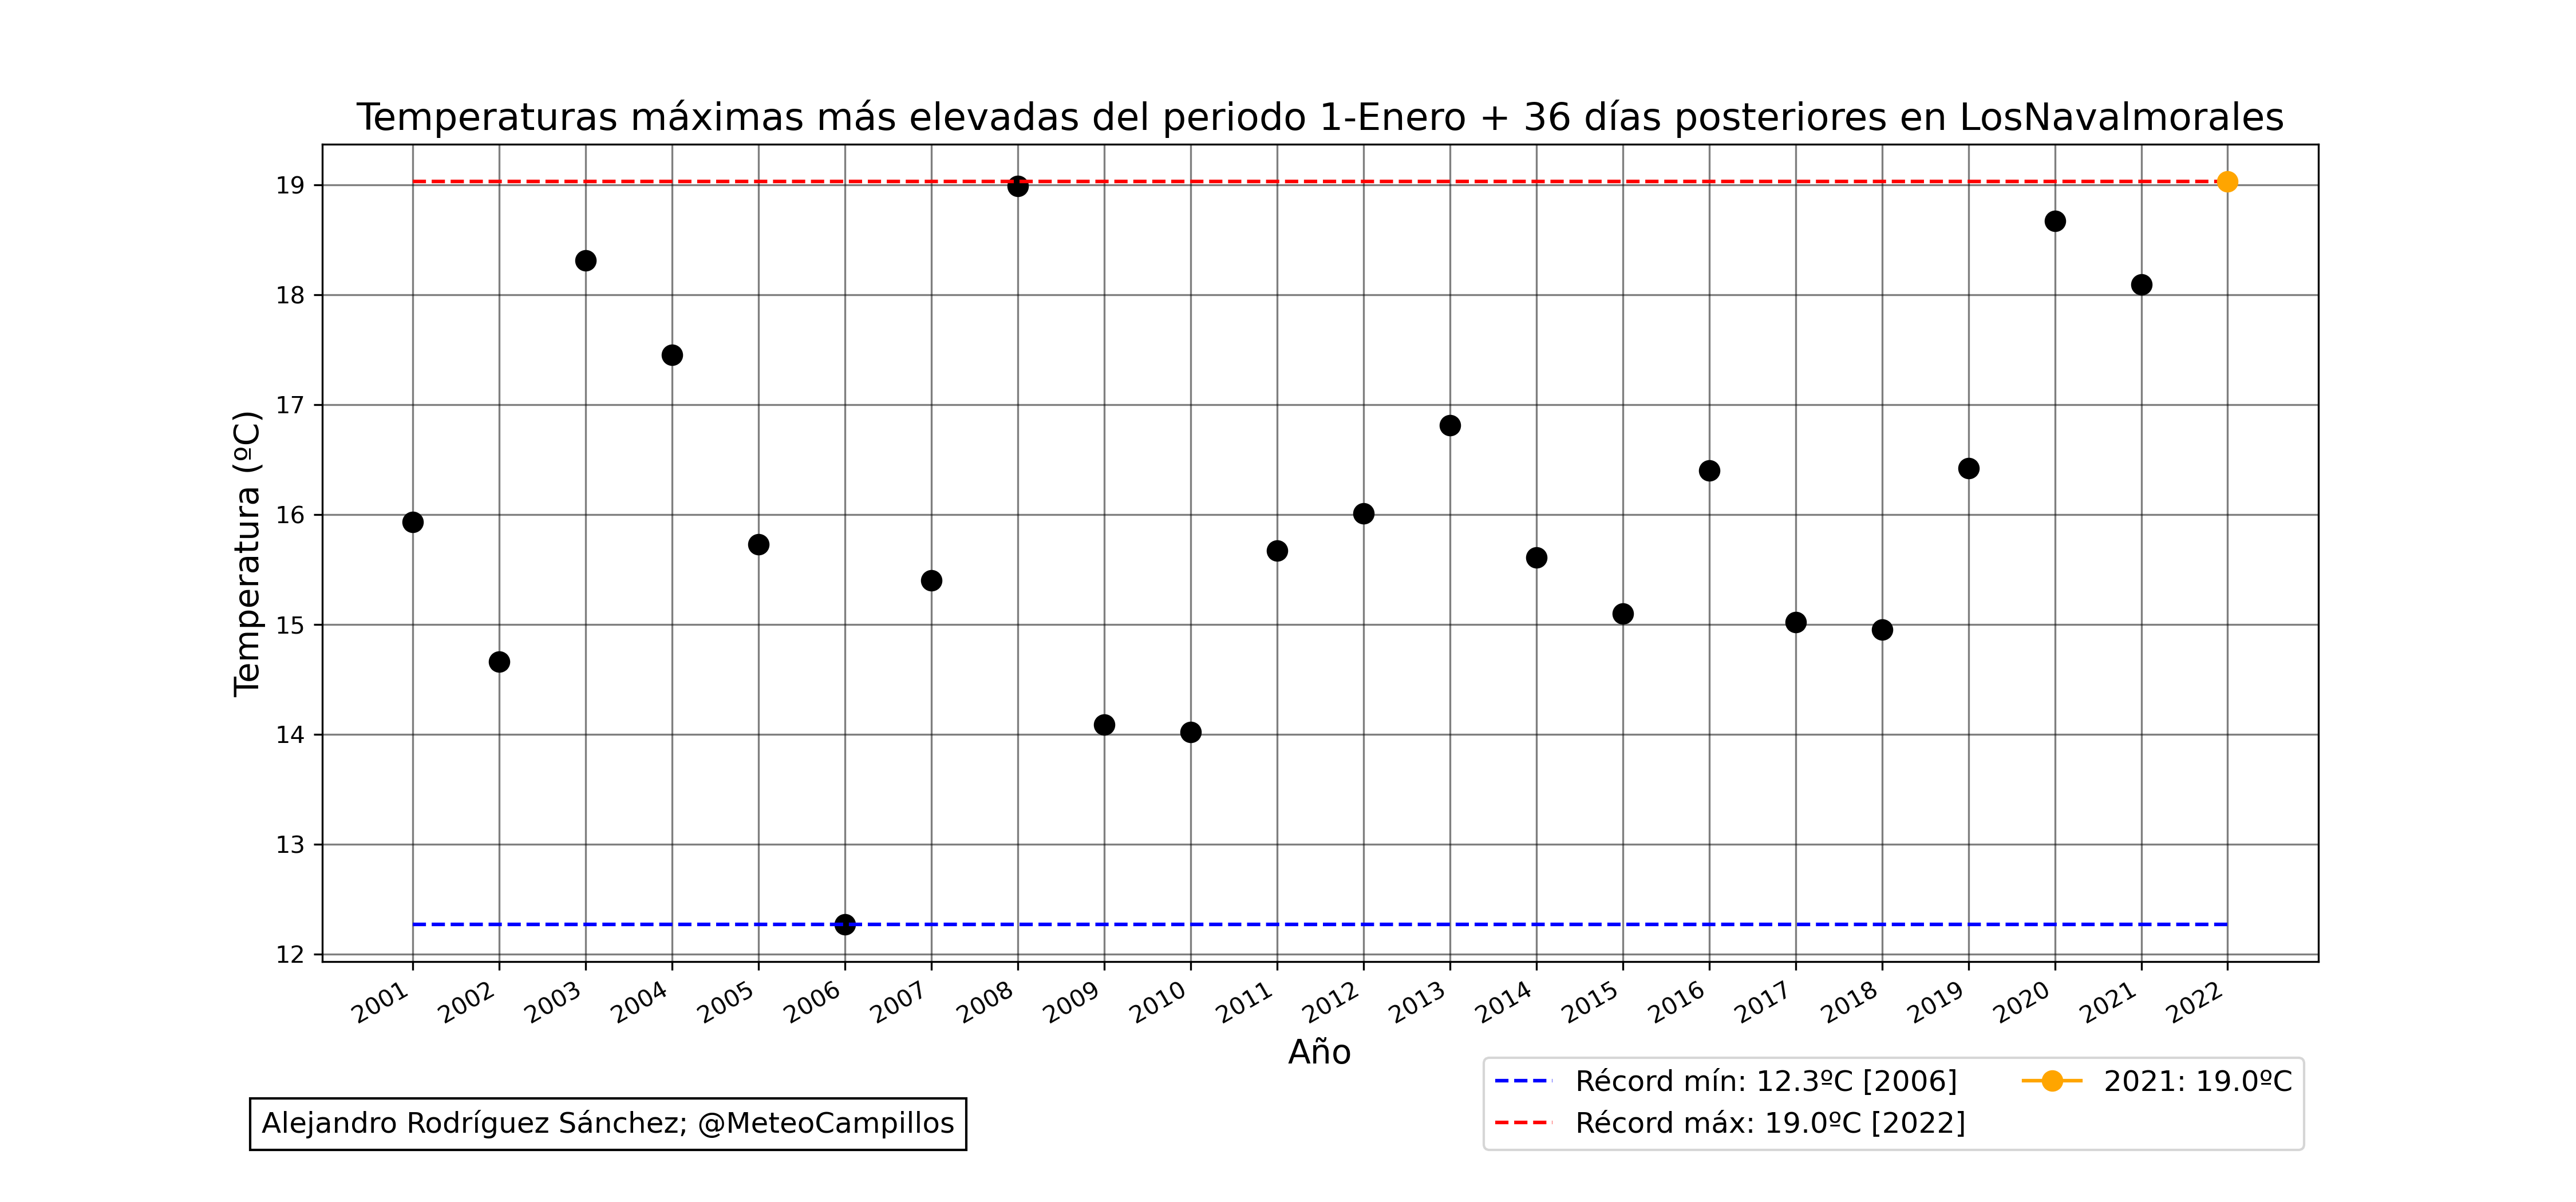 Temperaturas máximas más elevadas del periodo 1-Enero + 36 días posteriores en LosNavalmorales
Temperatura (ºC)
19
18
17
16
15
14
13
12
2001 2002 2003 2004 2005 2006 2007 2008 2009 2010 2011 2012 2013 2014 2015 2016 2017 2018 2019 2020 2021 2022
Año
Récord mín: 12.3ºC [2006]
Récord máx: 19.0ºC [2022]
2021: 19.0ºC
Alejandro Rodríguez Sánchez; @MeteoCampillos